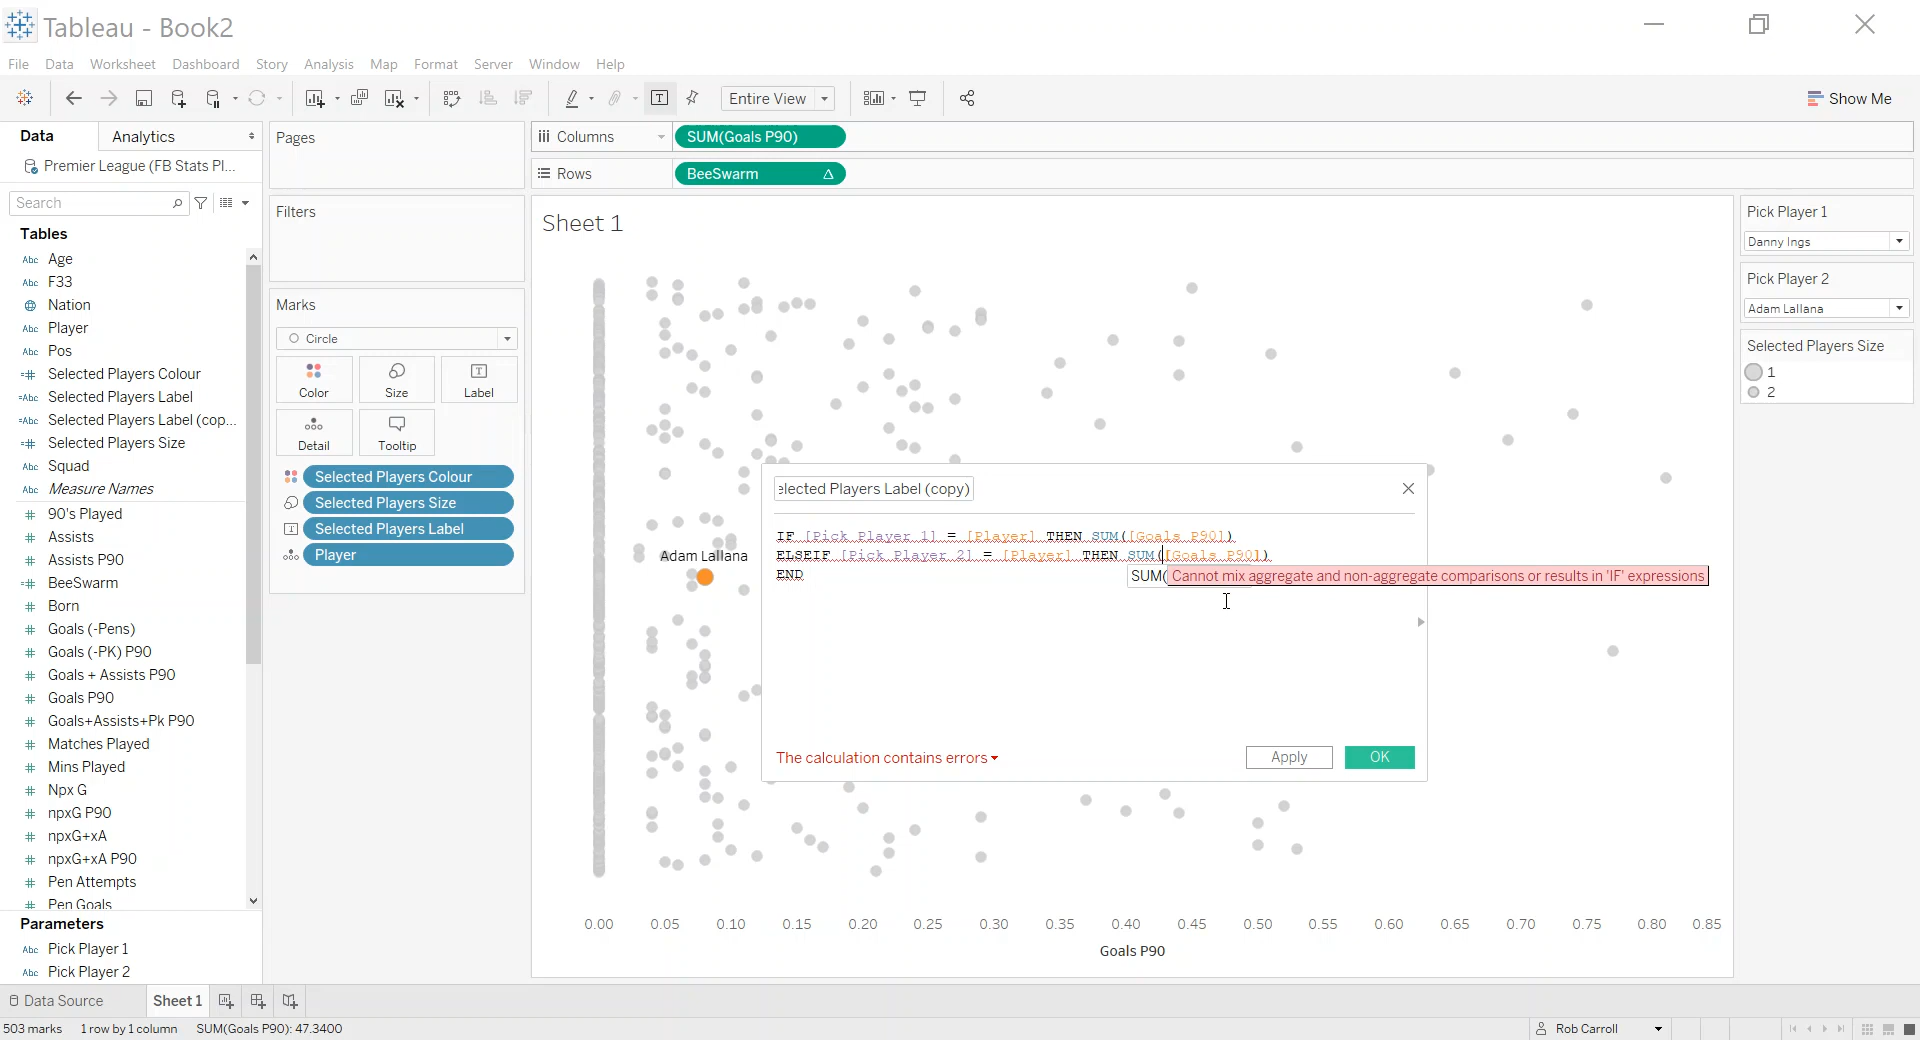 Tableau - Book2
File Data Worksheet Dashboard Story Analysis Map Format Server Window Help
Entire View
Show Me
Data Analytics
Premier League (FB Stats Pl...
Search
Tables
Age
F33
Nation
Player
Pos
Selected Players Colour
Selected Players Label
Selected Players Label (cop...
Selected Players Size
Squad
Measure Names
90's Played
Assists
Assists P90
BeeSwarm
Born
Goals (-Pens)
Goals (-PK) P90
Goals + Assists P90
Goals P90
Goals+Assists+Pk P90
Matches Played
Mins Played
Npx G
npxG P90
npxG+xA
npxG+xA P90
Pen Attempts
Pen Goals
Parameters
Pick Player 1
Pick Player 2
Pages
Filters
Marks
Circle
Color Size Label
Detail Tooltip
Selected Players Colour
Selected Players Size
Selected Players Label
Player
Columns SUM(Goals P90)
Rows BeeSwarm
Sheet 1
Adam Lallana
elected Players Label (copy)
IF [Pick Player 1] = [Player] THEN SUM([Goals P90])
ELSEIF [Pick Player 2] = [Player] THEN SUM([Goals P90])
END
SUM( Cannot mix aggregate and non-aggregate comparisons or results in 'IF' expressions
The calculation contains errors
Apply OK
0.00 0.05 0.10 0.15 0.20 0.25 0.30 0.35 0.40 0.45 0.50 0.55 0.60 0.65 0.70 0.75 0.80 0.85
Goals P90
Pick Player 1
Danny Ings
Pick Player 2
Adam Lallana
Selected Players Size
1
2
Data Source Sheet 1
503 marks 1 row by 1 column SUM(Goals P90): 47.3400
Rob Carroll